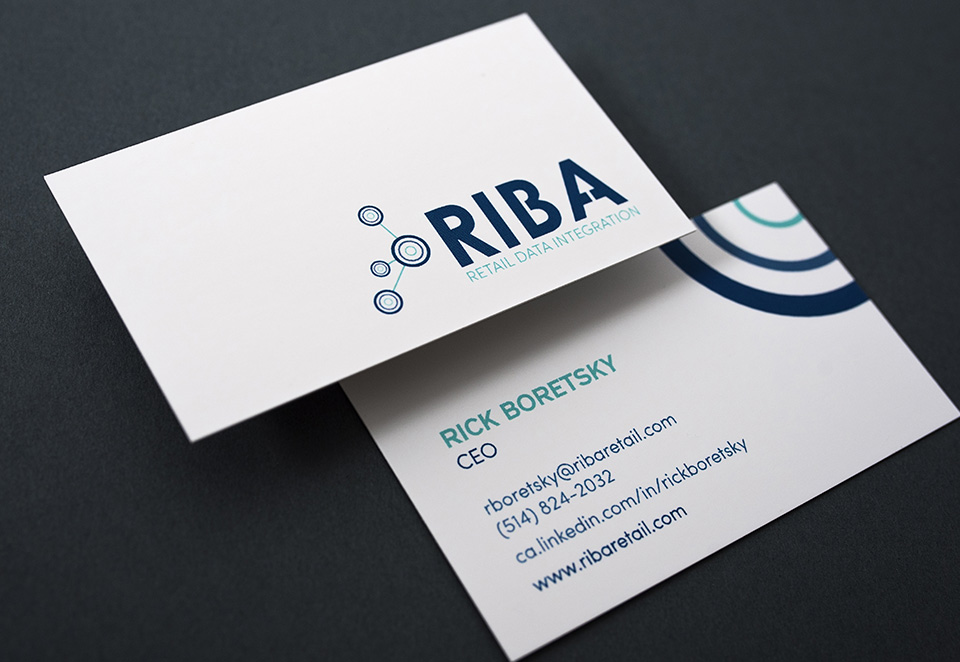 RIBA
RETAIL DATA INTEGRATION
RICK BORETSKY
CEO
rboretsky@ribaretail.com
(514) 824-2032
ca.linkedin.com/in/rickboretsky
www.ribaretail.com